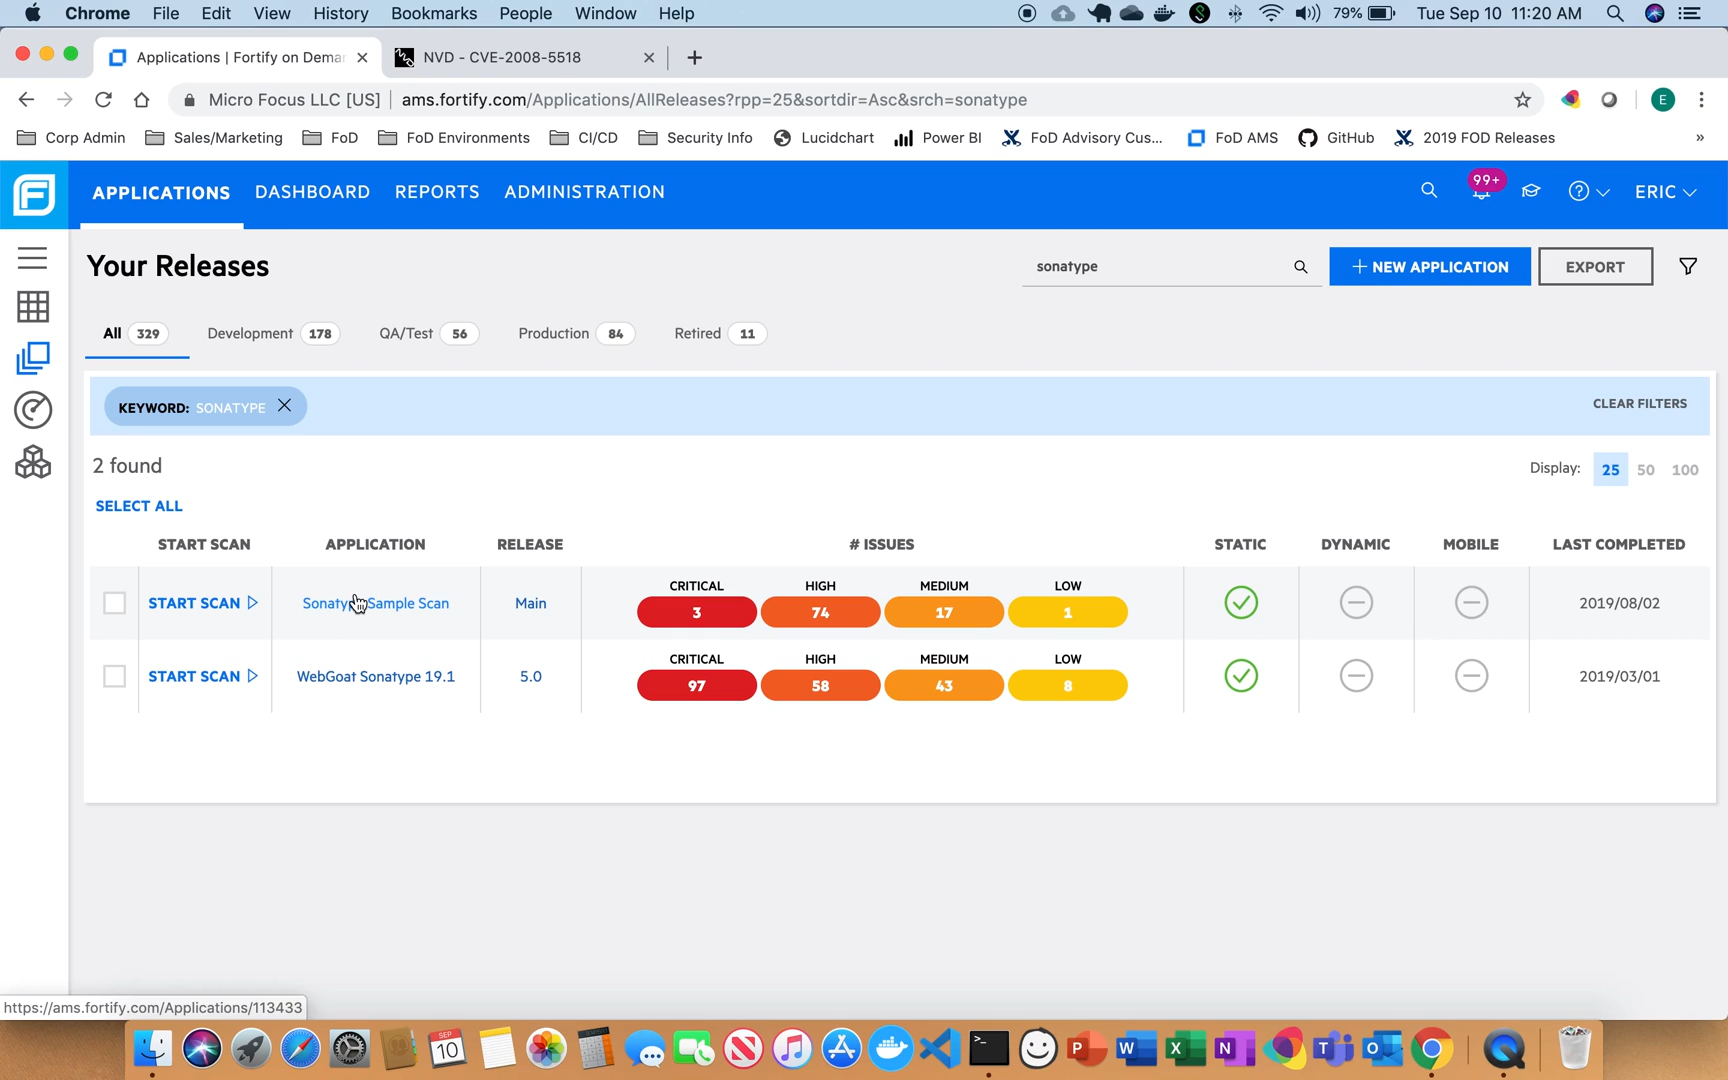 Chrome File Edit View History Bookmarks People Window Help 79% Tue Sep 10 11:20 AM
Applications | Fortify on Demar NVD - CVE-2008-5518
Micro Focus LLC [US] ams.fortify.com/Applications/AllReleases?rpp=25&sortdir=Asc&srch=sonatype E
Corp Admin Sales/Marketing FoD FoD Environments CI/CD Security Info Lucidchart Power BI FoD Advisory Cus... FoD AMS GitHub 2019 FOD Releases »
APPLICATIONS DASHBOARD REPORTS ADMINISTRATION 99+ ERIC
Your Releases sonatype + NEW APPLICATION EXPORT
All 329 Development 178 QA/Test 56 Production 84 Retired 11
KEYWORD: SONATYPE CLEAR FILTERS
2 found Display: 25 50 100
SELECT ALL
START SCAN APPLICATION RELEASE # ISSUES STATIC DYNAMIC MOBILE LAST COMPLETED
CRITICAL HIGH MEDIUM LOW
START SCAN Sonatype Sample Scan Main 3 74 17 1 2019/08/02
CRITICAL HIGH MEDIUM LOW
START SCAN WebGoat Sonatype 19.1 5.0 97 58 43 8 2019/03/01
https://ams.fortify.com/Applications/113433
SEP
10